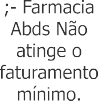 ;- Farmacia
Abds Não
atinge o
faturamento
mínimo.